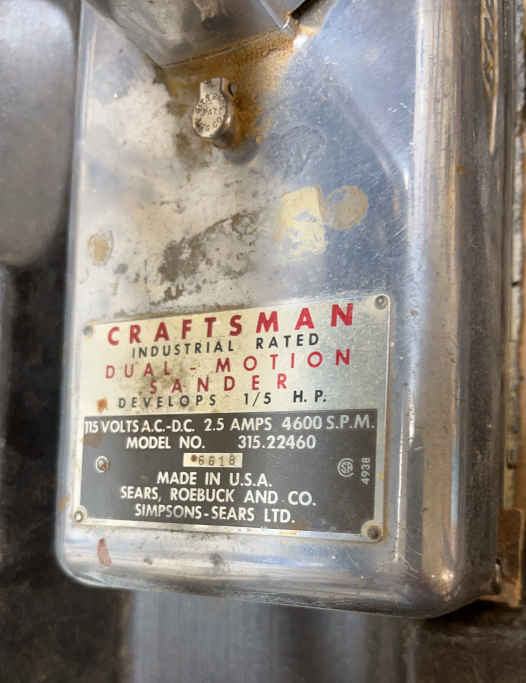 CRAFTSMAN
INDUSTRIAL RATED
DUAL-MOTION
SANDER
DEVELOPS 1/5 H.P.
115 VOLTS A.C.-D.C. 2.5 AMPS 4600 S.P.M.
MODEL NO. 315.22460
6618
MADE IN U.S.A.
SEARS, ROEBUCK AND CO.
SIMPSONS-SEARS LTD.
4938